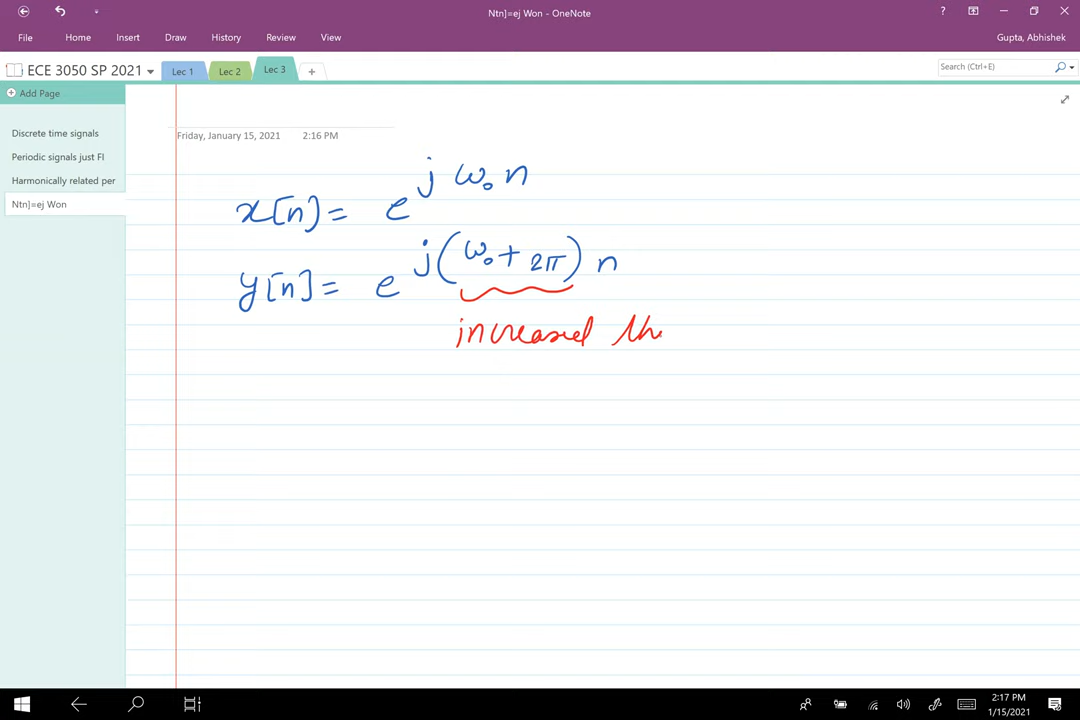 Ntn]=ej Won - OneNote
?
File Home Insert Draw History Review View
Gupta, Abhishek
ECE 3050 SP 2021
Lec 1
Lec 2
Lec 3
+
Search (Ctrl+E)
Add Page
Discrete time signals
Periodic signals just FI
Harmonically related per
Ntn]=ej Won
Friday, January 15, 2021 2:16 PM
x[n] = e^{j ω₀ n}
y[n] = e^{j(ω₀ + 2π) n}
increased the
2:17 PM
1/15/2021